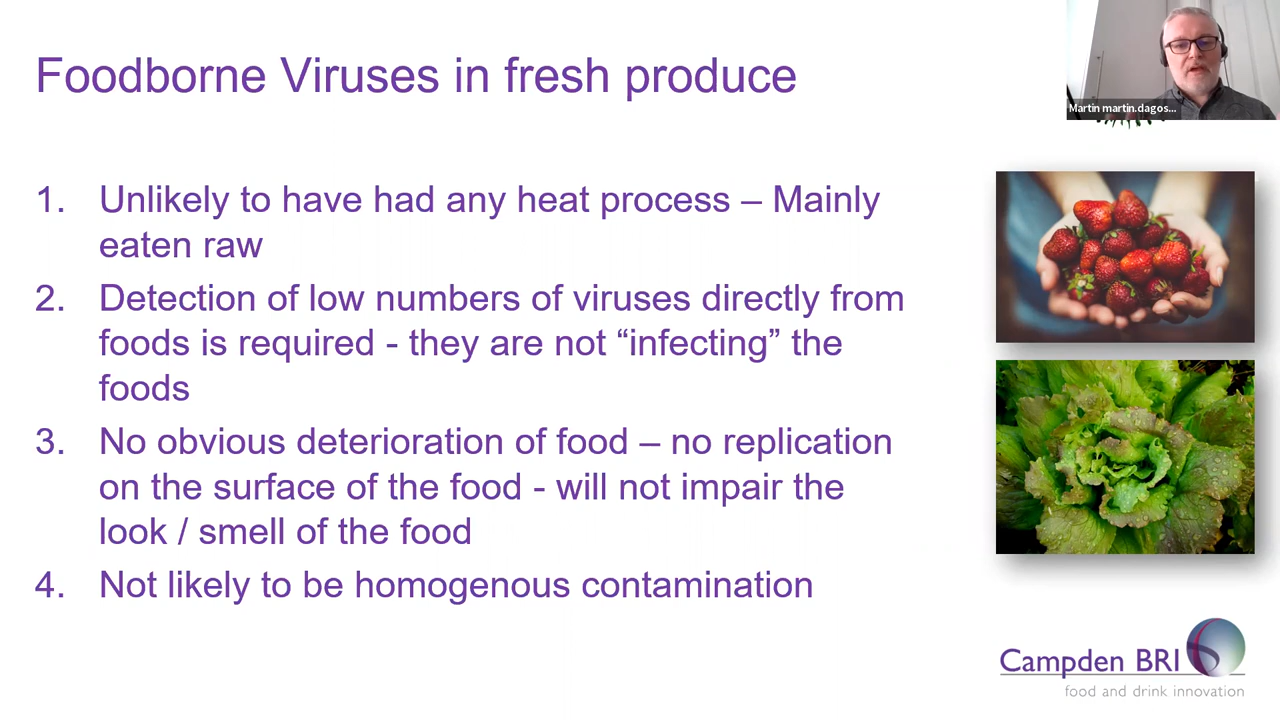 Foodborne Viruses in fresh produce
Martin martin.dagos...
1. Unlikely to have had any heat process – Mainly
eaten raw
2. Detection of low numbers of viruses directly from
foods is required - they are not “infecting” the
foods
3. No obvious deterioration of food – no replication
on the surface of the food - will not impair the
look / smell of the food
4. Not likely to be homogenous contamination
Campden BRI
food and drink innovation